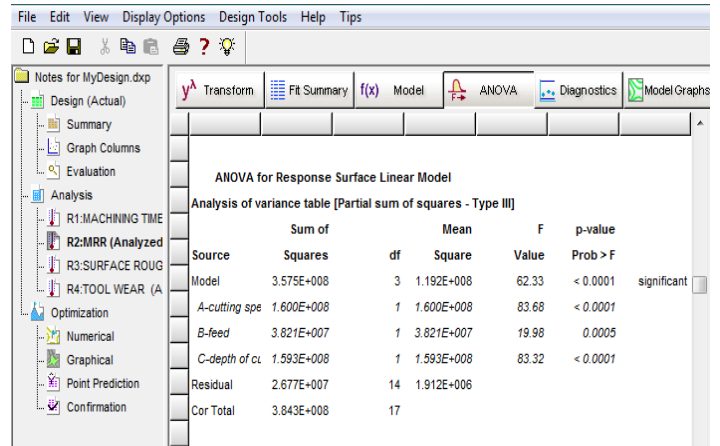 File Edit View Display Options Design Tools Help Tips
Notes for MyDesign.dxp
Design (Actual)
Summary
Graph Columns
Evaluation
Analysis
R1:MACHINING TIME
R2:MRR (Analyzed
R3:SURFACE ROUG
R4:TOOL WEAR (A
Optimization
Numerical
Graphical
Point Prediction
Confirmation
yλ Transform Fit Summary f(x) Model ANOVA Diagnostics Model Graphs
ANOVA for Response Surface Linear Model
Analysis of variance table [Partial sum of squares - Type III]
Sum of Mean F p-value
Source Squares df Square Value Prob > F
Model 3.575E+008 3 1.192E+008 62.33 < 0.0001 significant
A-cutting spe 1.600E+008 1 1.600E+008 83.68 < 0.0001
B-feed 3.821E+007 1 3.821E+007 19.98 0.0005
C-depth of cu 1.593E+008 1 1.593E+008 83.32 < 0.0001
Residual 2.677E+007 14 1.912E+006
Cor Total 3.843E+008 17